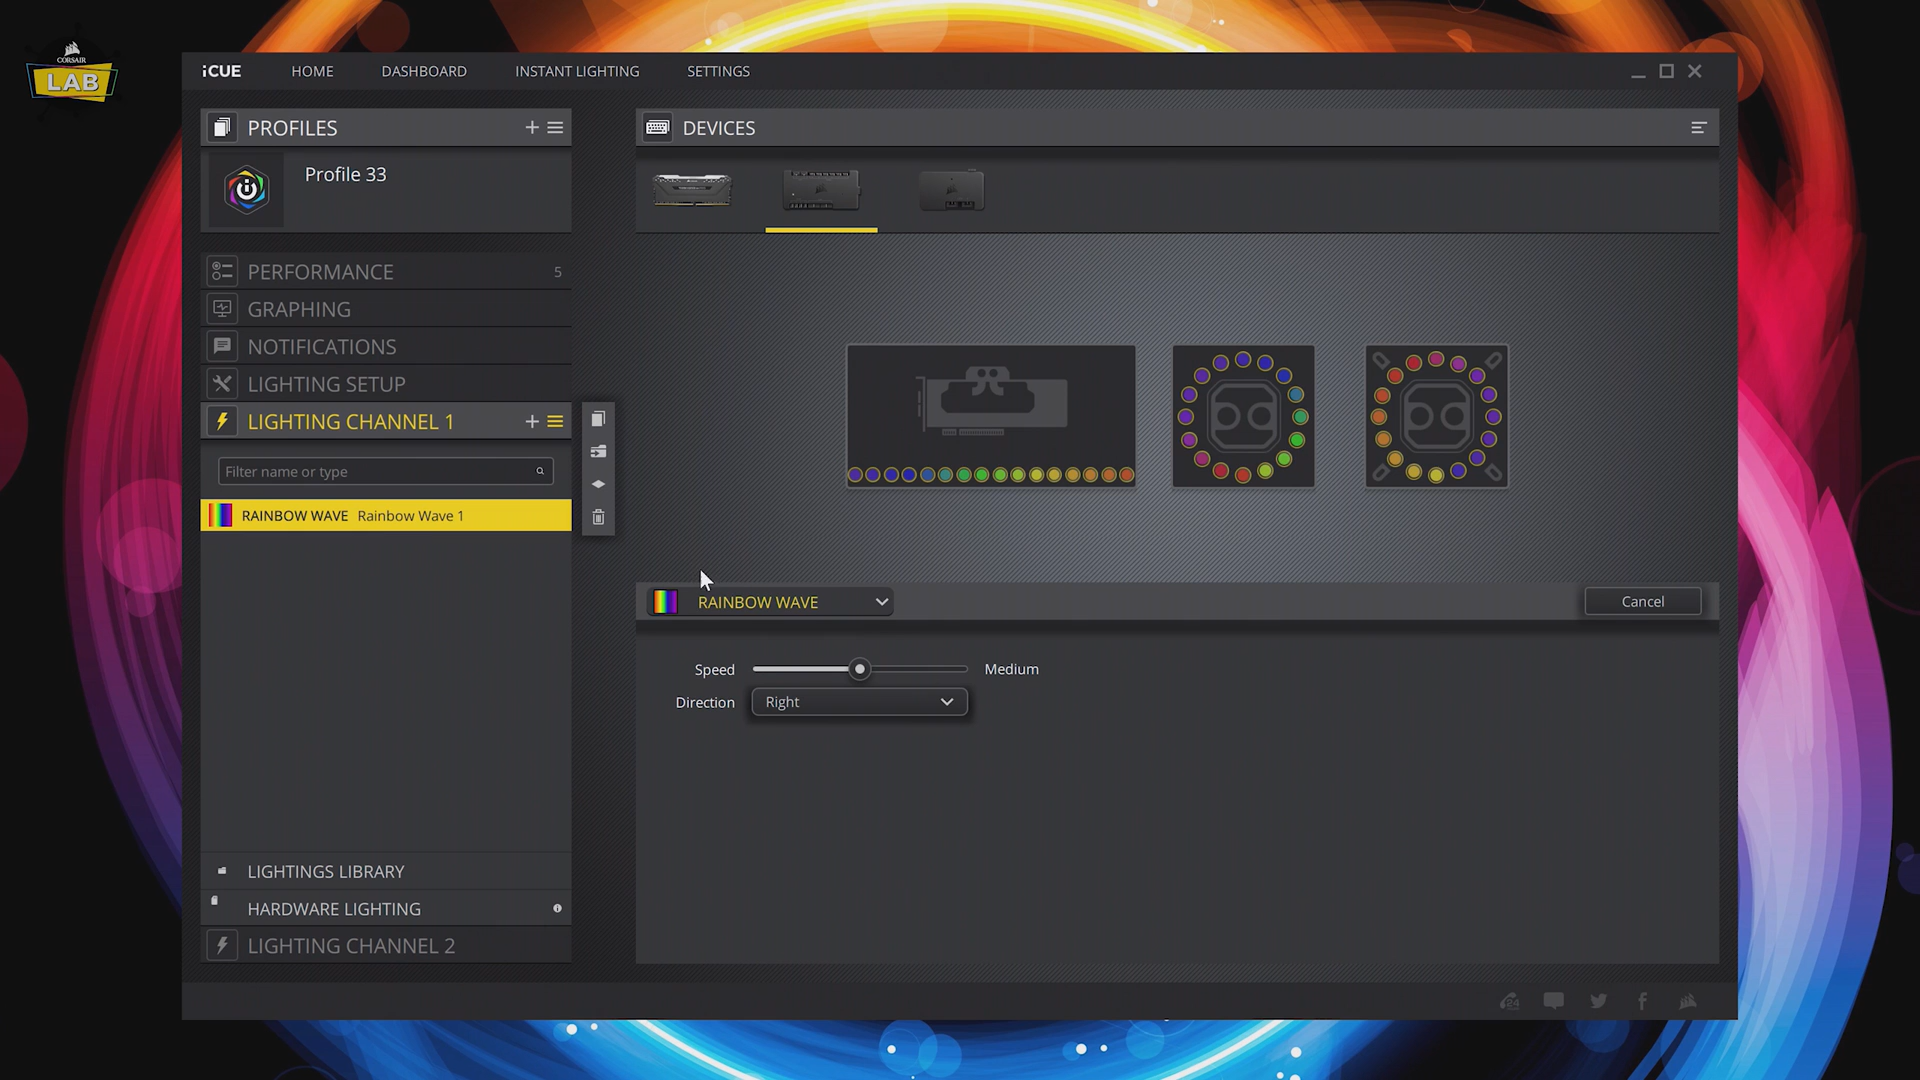 CORSAIR
LAB
iCUE HOME DASHBOARD INSTANT LIGHTING SETTINGS
PROFILES
Profile 33
PERFORMANCE 5
GRAPHING
NOTIFICATIONS
LIGHTING SETUP
LIGHTING CHANNEL 1
Filter name or type
RAINBOW WAVE Rainbow Wave 1
LIGHTINGS LIBRARY
HARDWARE LIGHTING
LIGHTING CHANNEL 2
DEVICES
RAINBOW WAVE
Cancel
Speed Medium
Direction Right
24